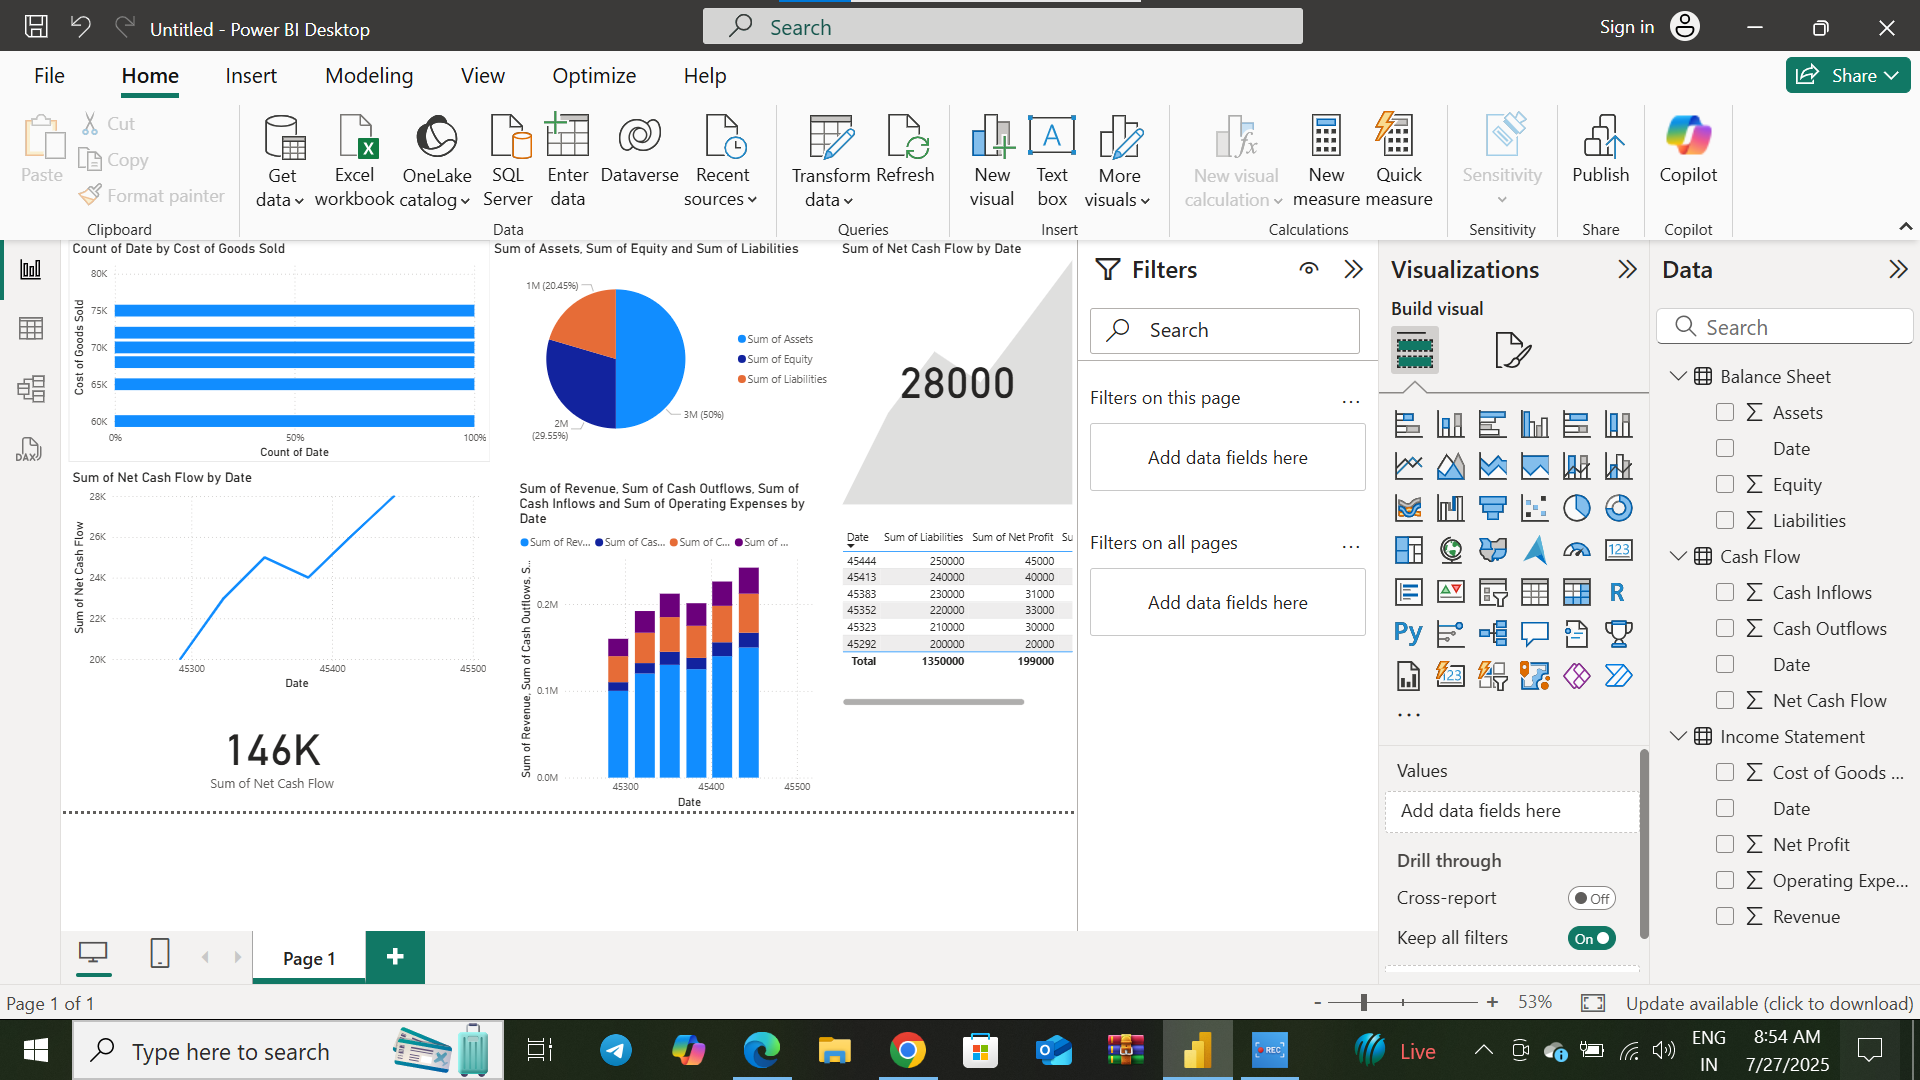 Untitled - Power BI Desktop
Search
Sign in
File
Home
Insert
Modeling
View
Optimize
Help
Share
Paste
Cut
Copy
Format painter
Clipboard
Get data
Excel workbook
OneLake catalog
SQL Server
Enter data
Dataverse
Recent sources
Data
Transform data
Refresh
Queries
New visual
Text box
More visuals
Insert
New visual calculation
New measure
Quick measure
Calculations
Sensitivity
Sensitivity
Publish
Share
Copilot
Copilot
Count of Date by Cost of Goods Sold
Cost of Goods Sold
80K
75K
70K
65K
60K
0%
50%
100%
Count of Date
Sum of Assets, Sum of Equity and Sum of Liabilities
1M (20.45%)
2M
(29.55%)
3M (50%)
Sum of Assets
Sum of Equity
Sum of Liabilities
Sum of Net Cash Flow by Date
28000
Sum of Net Cash Flow by Date
Sum of Net Cash Flow
28K
26K
24K
22K
20K
45300
45400
45500
Date
146K
Sum of Net Cash Flow
Sum of Revenue, Sum of Cash Outflows, Sum of
Cash Inflows and Sum of Operating Expenses by
Date
Sum of Rev...
Sum of Cas...
Sum of C...
Sum of ...
Sum of Revenue, Sum of Cash Outflows, S...
0.2M
0.1M
0.0M
45300
45400
45500
Date
Date Sum of Liabilities Sum of Net Profit Su
45444 250000 45000
45413 240000 40000
45383 230000 31000
45352 220000 33000
45323 210000 30000
45292 200000 20000
Total 1350000 199000
Filters
Search
Filters on this page
...
Add data fields here
Filters on all pages
...
Add data fields here
Visualizations
Build visual
123
R
Py
123
...
Values
Add data fields here
Drill through
Cross-report
Off
Keep all filters
On
Data
Search
Balance Sheet
Assets
Date
Equity
Liabilities
Cash Flow
Cash Inflows
Cash Outflows
Date
Net Cash Flow
Income Statement
Cost of Goods ...
Date
Net Profit
Operating Expe...
Revenue
DAX
Page 1
+
Page 1 of 1
- + 53%
Update available (click to download)
Type here to search
REC
Live
ENG
IN
8:54 AM
7/27/2025